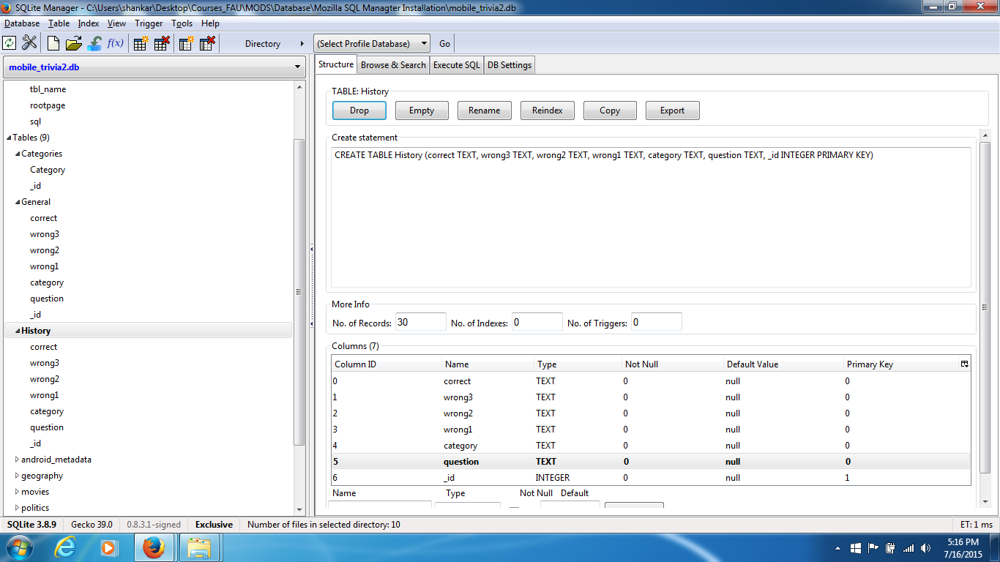 SQLite Manager - C:\Users\shankar\Desktop\Courses_FAU\MODS\Database\Mozilla SQL Managter Installation\mobile_trivia2.db
Database Table Index View Trigger Tools Help
f(x) Directory (Select Profile Database) Go
mobile_trivia2.db
tbl_name
rootpage
sql
Tables (9)
Categories
Category
_id
General
correct
wrong3
wrong2
wrong1
category
question
_id
History
correct
wrong3
wrong2
wrong1
category
question
_id
android_metadata
geography
movies
politics
Structure Browse & Search Execute SQL DB Settings
TABLE: History
Drop Empty Rename Reindex Copy Export
Create statement
CREATE TABLE History (correct TEXT, wrong3 TEXT, wrong2 TEXT, wrong1 TEXT, category TEXT, question TEXT, _id INTEGER PRIMARY KEY)
More Info
No. of Records: 30 No. of Indexes: 0 No. of Triggers: 0
Columns (7)
Column ID Name Type Not Null Default Value Primary Key
0 correct TEXT 0 null 0
1 wrong3 TEXT 0 null 0
2 wrong2 TEXT 0 null 0
3 wrong1 TEXT 0 null 0
4 category TEXT 0 null 0
5 question TEXT 0 null 0
6 _id INTEGER 0 null 1
Name Type Not Null Default
SQLite 3.8.9 Gecko 39.0 0.8.3.1-signed Exclusive Number of files in selected directory: 10 ET: 1 ms
5:16 PM
7/16/2015